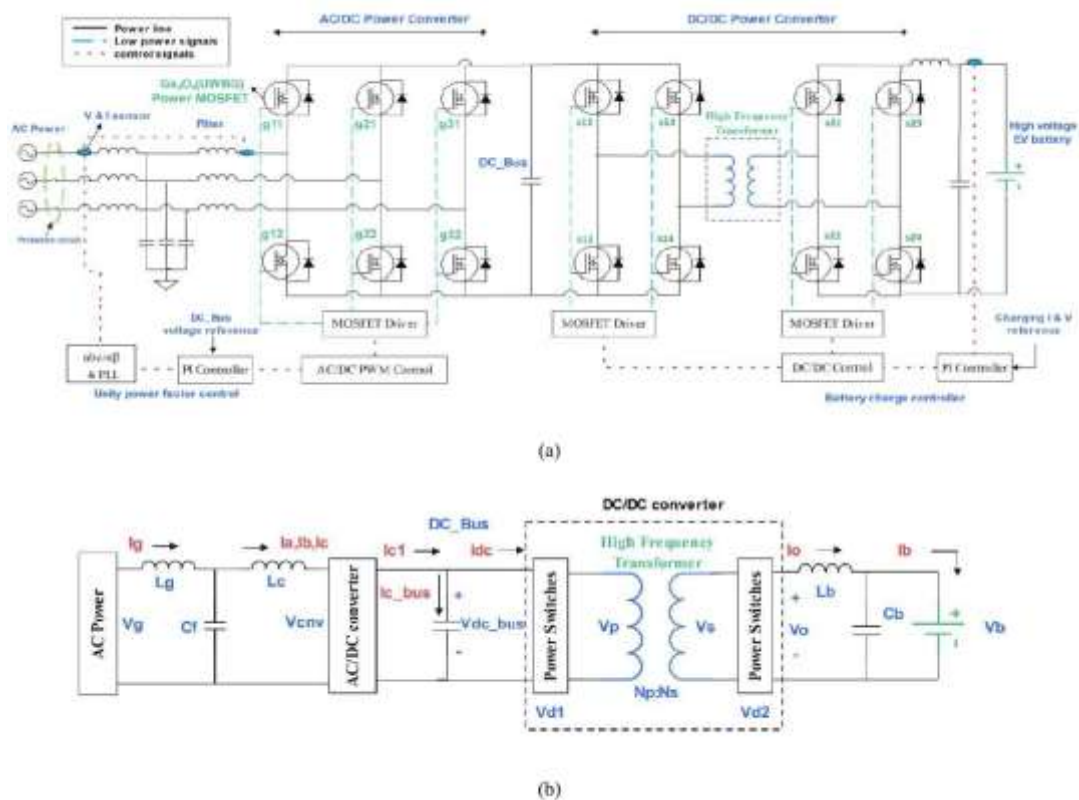 AC/DC Power Converter
DC/DC Power Converter
Power line
Low power signals
control signals
Ga₂O₃(UWBG)
Power MOSFET
V & I sensor
AC Power
Filter
g11
g21
g31
DC_Bus
High Frequency
Transformer
High voltage
EV battery
g12
MOSFET Driver
MOSFET Driver
MOSFET Driver
DC_Bus
voltage reference
Charging I & V
reference
abc/αβ
& PLL
PI Controller
AC/DC PWM Control
DC/DC Control
PI Controller
Unity power factor control
Battery charge controller
(a)
DC/DC converter
Ig
Ia,Ib,Ic
Ic1
DC_Bus
Idc
High Frequency
Transformer
Io
Ib
Lg
Lc
Ic_bus
Lb
AC Power
Vg
Cf
Vcnv
AC/DC converter
+
Vdc_bus
-
Power Switches
Vp
Vs
Power Switches
+
Vo
-
Cb
+
Vb
Np:Ns
Vd1
Vd2
(b)